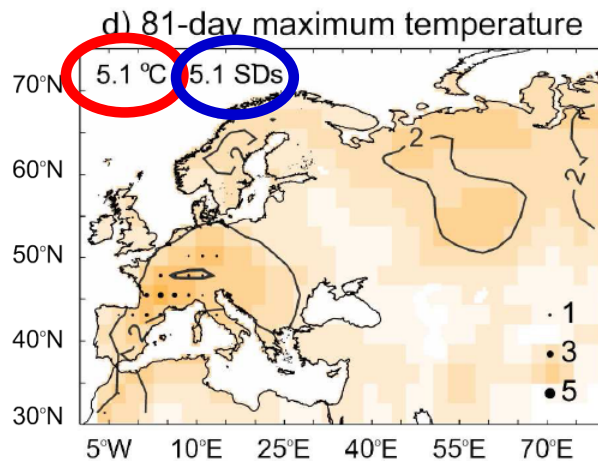 d) 81-day maximum temperature
5.1 ºC 5.1 SDs
70°N
60°N
50°N
40°N
30°N
2
2
2
2
1
3
5
5°W 10°E 25°E 40°E 55°E 70°E